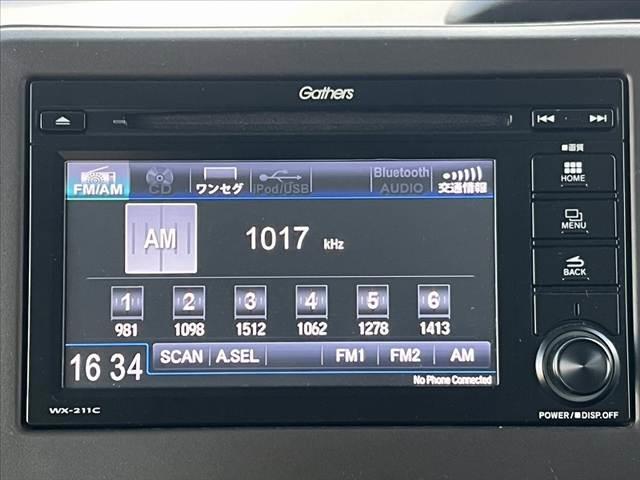 Gathers
■画質
FM/AM CD ワンセグ iPod/USB Bluetooth AUDIO 交通情報
HOME
AM 1017 kHz
MENU
BACK
1 2 3 4 5 6
981 1098 1512 1062 1278 1413
16 34 SCAN A.SEL FM1 FM2 AM
No Phone Connected
WX-211C
POWER/■DISP.OFF